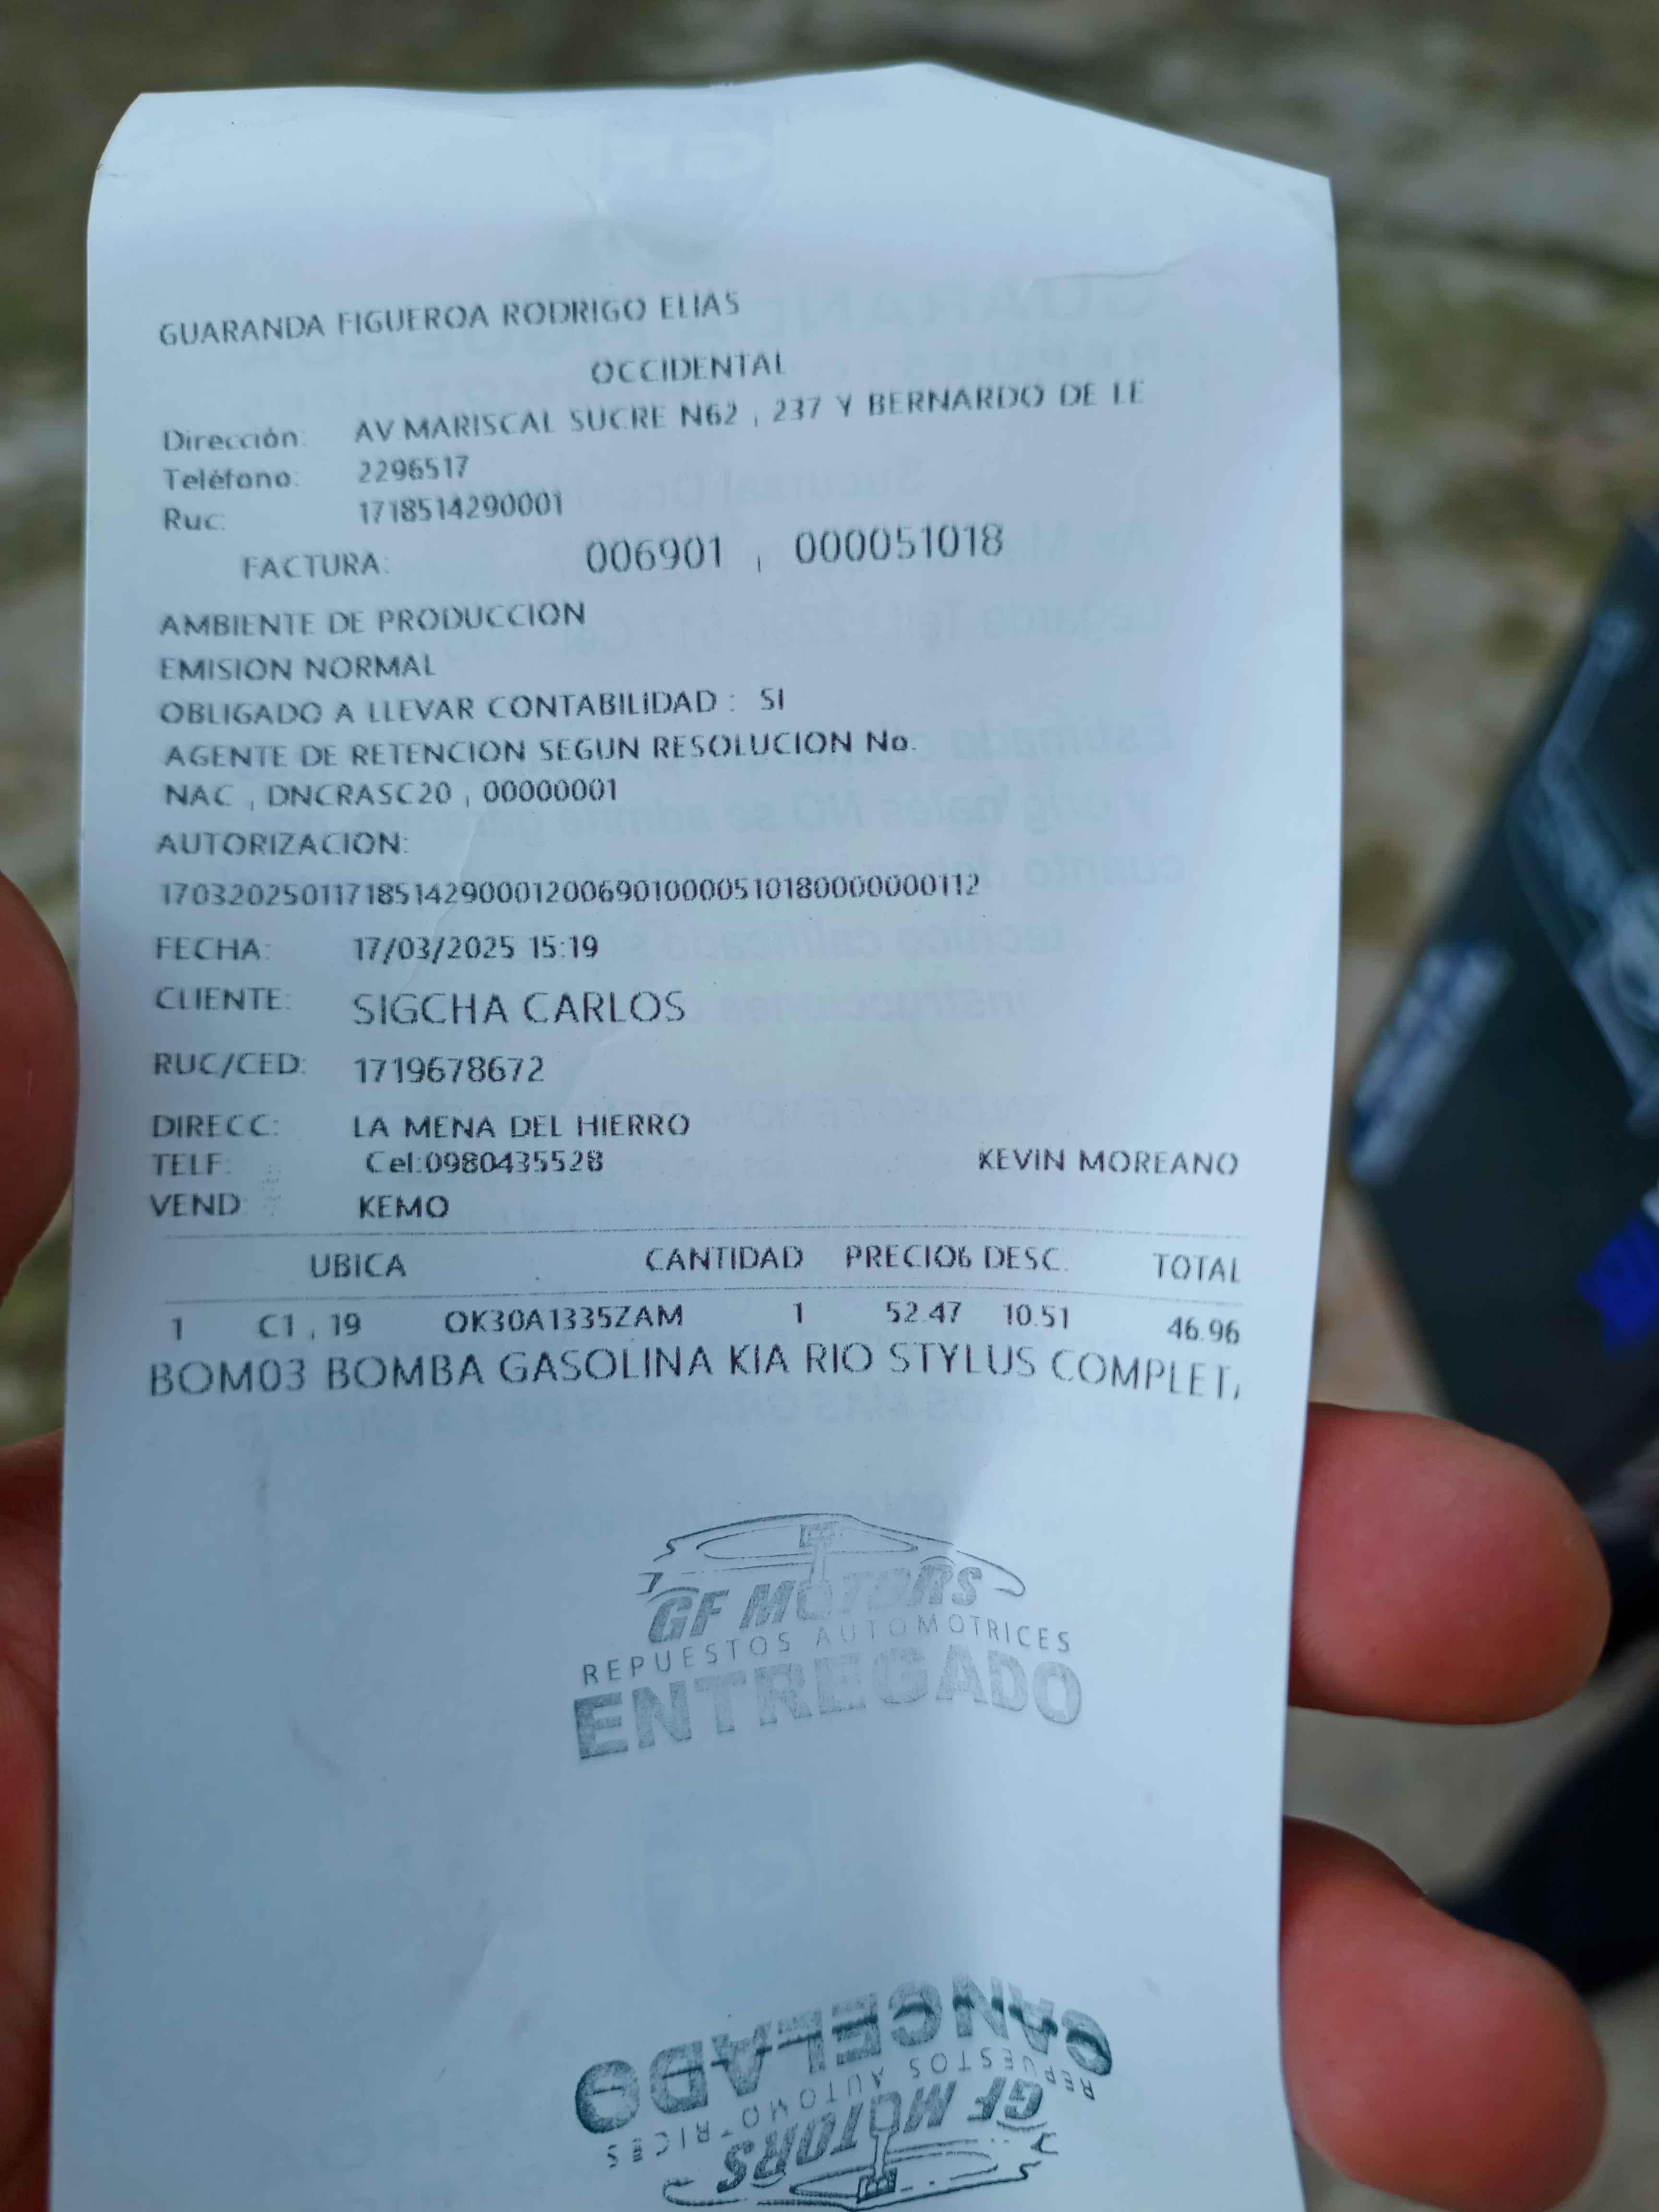 GUARANDA FIGUEROA RODRIGO ELIAS
OCCIDENTAL
Dirección: AV.MARISCAL SUCRE N62 , 237 Y BERNARDO DE LE
Teléfono: 2296517
Ruc: 1718514290001
FACTURA: 006901 , 000051018
AMBIENTE DE PRODUCCION
EMISION NORMAL
OBLIGADO A LLEVAR CONTABILIDAD : SI
AGENTE DE RETENCION SEGUN RESOLUCION No.
NAC , DNCRASC20 , 00000001
AUTORIZACION:
1703202501171851429000120069010000510180000000112
FECHA: 17/03/2025 15:19
CLIENTE: SIGCHA CARLOS
RUC/CED: 1719678672
DIRECC: LA MENA DEL HIERRO
TELF: Cel:0980435528 KEVIN MOREANO
VEND: KEMO
UBICA CANTIDAD PRECIO6 DESC. TOTAL
1 C1 , 19 OK30A1335ZAM 1 52.47 10.51 46.96
BOM03 BOMBA GASOLINA KIA RIO STYLUS COMPLET,
GF MOTORS
REPUESTOS AUTOMOTRICES
ENTREGADO
CANCELADO
REPUESTOS AUTOMOTRICES
GF MOTORS